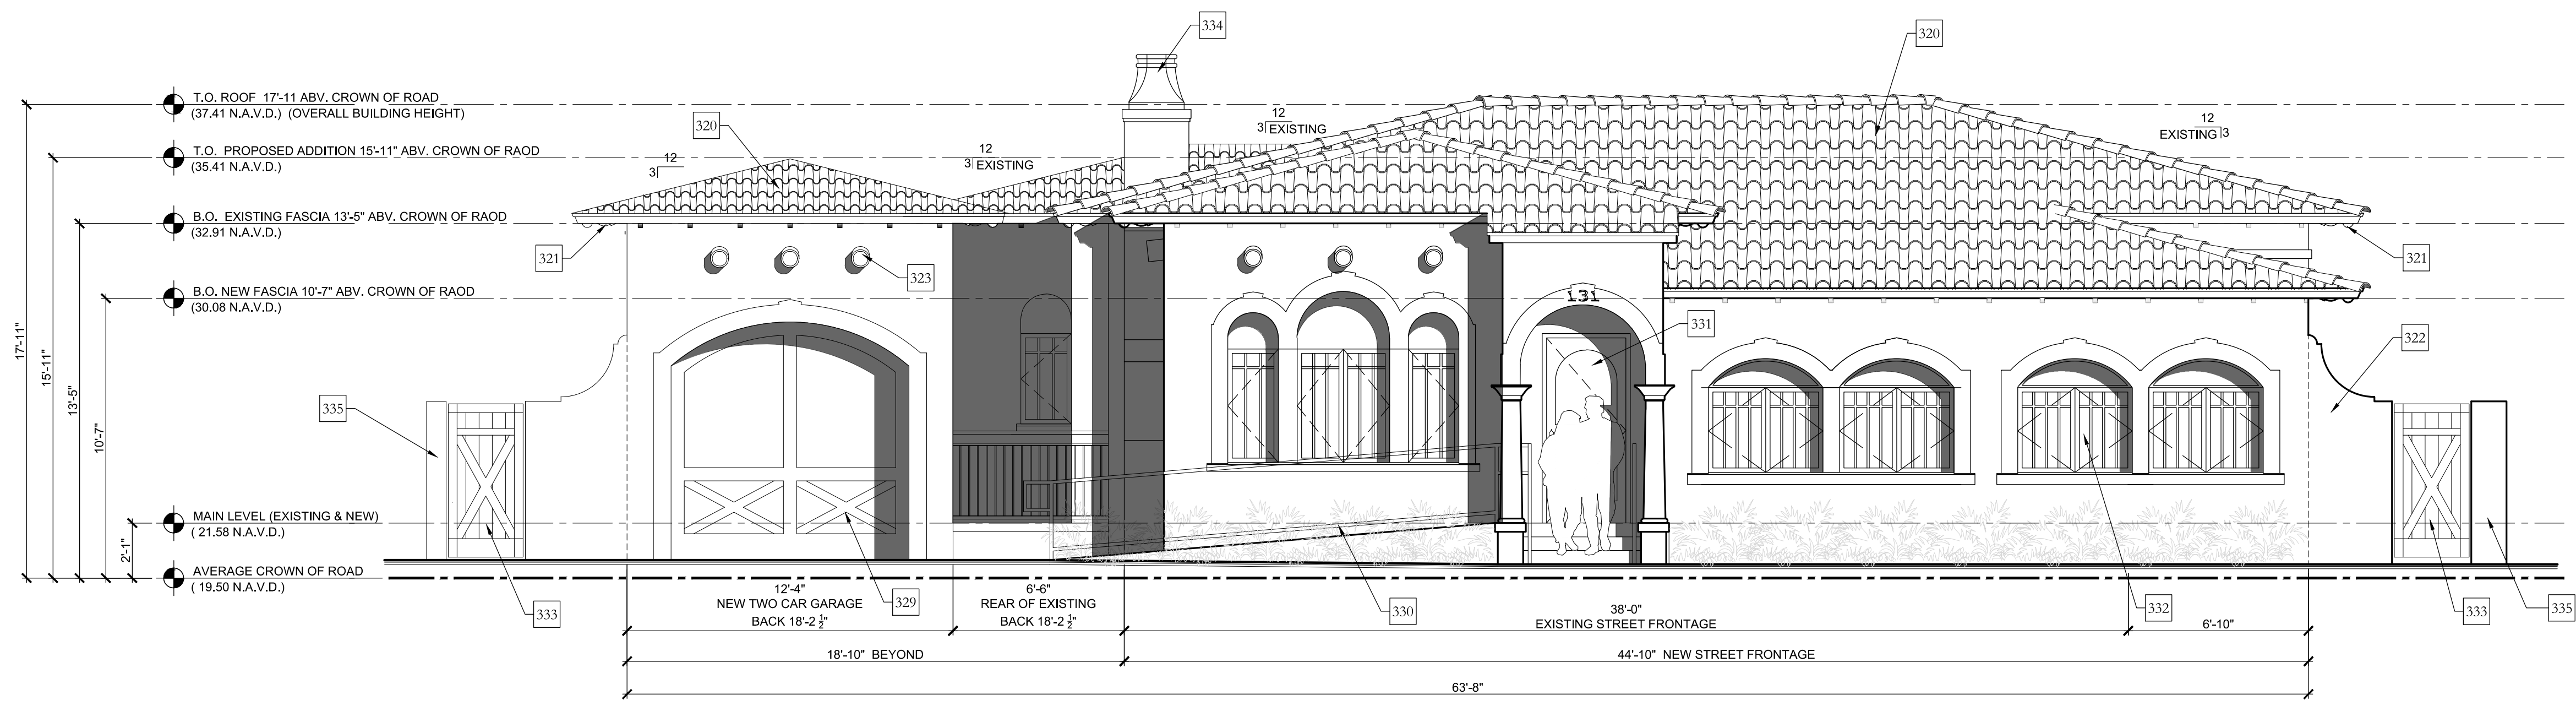 334
320
T.O. ROOF 17'-11 ABV. CROWN OF ROAD
(37.41 N.A.V.D.) (OVERALL BUILDING HEIGHT)
12
3 EXISTING
12
EXISTING 3
320
T.O. PROPOSED ADDITION 15'-11" ABV. CROWN OF RAOD
(35.41 N.A.V.D.)
12
3
12
3 EXISTING
B.O. EXISTING FASCIA 13'-5" ABV. CROWN OF RAOD
(32.91 N.A.V.D.)
321
323
321
B.O. NEW FASCIA 10'-7" ABV. CROWN OF RAOD
(30.08 N.A.V.D.)
131
331
322
17'-11"
15'-11"
13'-5"
10'-7"
2'-1"
335
MAIN LEVEL (EXISTING & NEW)
( 21.58 N.A.V.D.)
AVERAGE CROWN OF ROAD
( 19.50 N.A.V.D.)
333
12'-4"
NEW TWO CAR GARAGE
BACK 18'-2 1/2"
329
6'-6"
REAR OF EXISTING
BACK 18'-2 1/2"
330
38'-0"
EXISTING STREET FRONTAGE
332
6'-10"
333
335
18'-10" BEYOND
44'-10" NEW STREET FRONTAGE
63'-8"